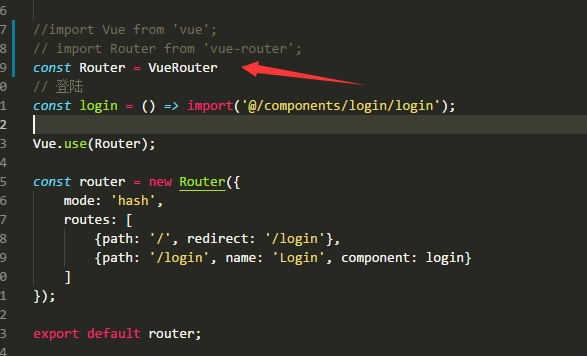 6
7 //import Vue from 'vue';
8 // import Router from 'vue-router';
9 const Router = VueRouter
0 // 登陆
1 const login = () => import('@/components/login/login');
2
3 Vue.use(Router);
4
5 const router = new Router({
6 mode: 'hash',
7 routes: [
8 {path: '/', redirect: '/login'},
9 {path: '/login', name: 'Login', component: login}
0 ]
1 });
2
3 export default router;
4